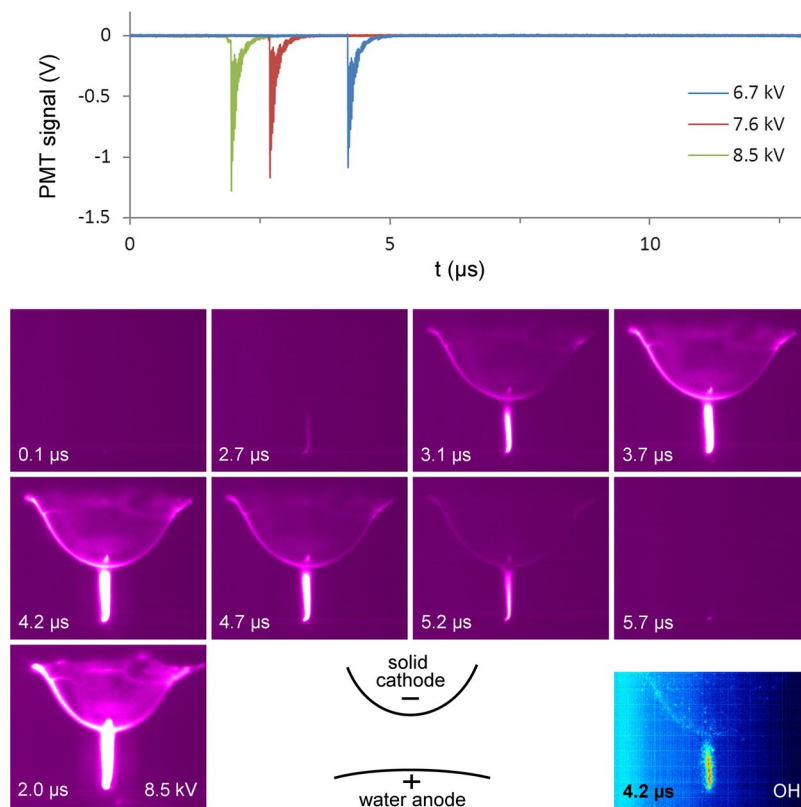 0
-0.5
-1
-1.5
PMT signal (V)
6.7 kV
7.6 kV
8.5 kV
0
5
10
t (µs)
0.1 µs
2.7 µs
3.1 µs
3.7 µs
4.2 µs
4.7 µs
5.2 µs
5.7 µs
2.0 µs
8.5 kV
solid
cathode
−
+
water anode
4.2 µs
OH